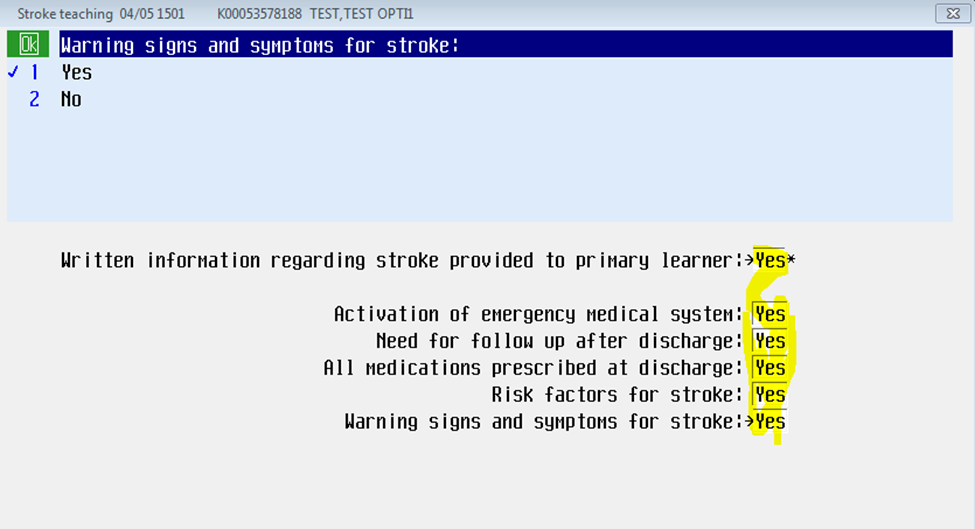 Stroke teaching 04/05 1501 K00053578188 TEST,TEST OPTI1
Ok Warning signs and symptoms for stroke:
✓ 1 Yes
2 No
Written information regarding stroke provided to primary learner:→Yes*
Activation of emergency medical system: Yes
Need for follow up after discharge: Yes
All medications prescribed at discharge: Yes
Risk factors for stroke: Yes
Warning signs and symptoms for stroke:→Yes